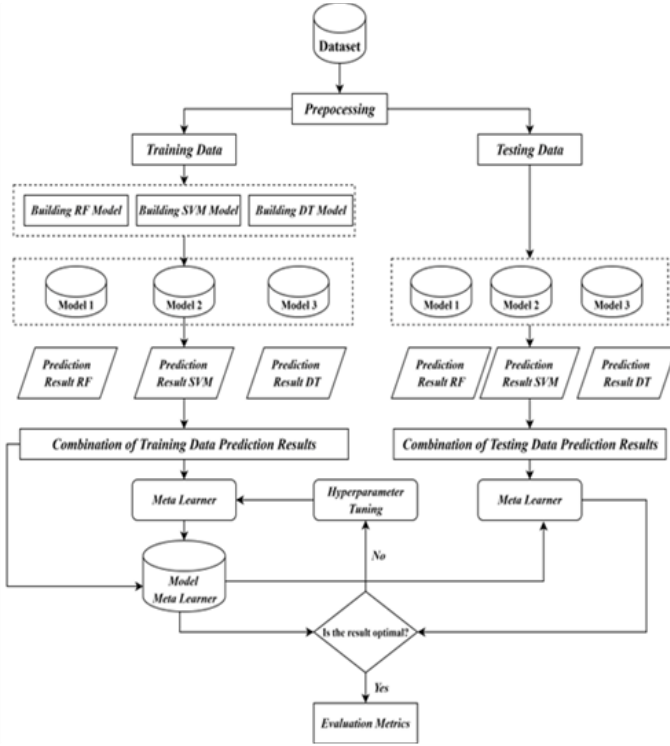 Dataset
Prepocessing
Training Data
Testing Data
Building RF Model
Building SVM Model
Building DT Model
Model 1
Model 2
Model 3
Model 1
Model 2
Model 3
Prediction
Result RF
Prediction
Result SVM
Prediction
Result DT
Prediction
Result RF
Prediction
Result SVM
Prediction
Result DT
Combination of Training Data Prediction Results
Combination of Testing Data Prediction Results
Meta Learner
Hyperparameter
Tuning
Meta Learner
No
Model
Meta Learner
Is the result optimal?
Yes
Evaluation Metrics